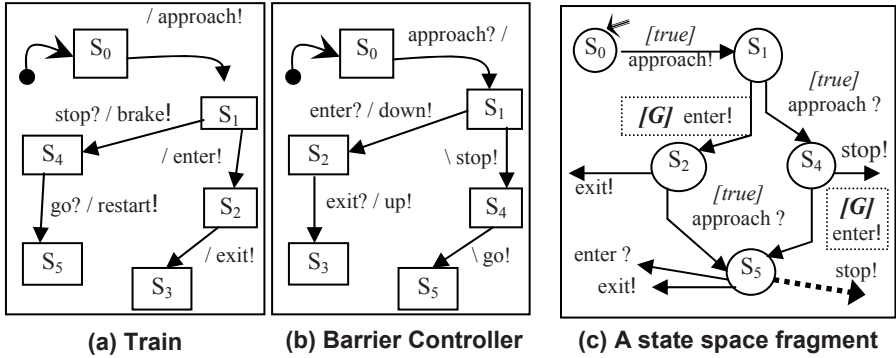 / approach!
S0
stop? / brake!
S1
S4
/ enter!
go? / restart!
S2
S5
/ exit!
S3
(a) Train
approach? /
S0
enter? / down!
S1
S2
\ stop!
exit? / up!
S4
S3
\ go!
S5
(b) Barrier Controller
S0
[true]
approach!
S1
[true]
approach ?
[G] enter!
S2
S4
stop!
exit!
[true]
approach ?
[G]
enter!
enter ?
S5
exit!
stop!
(c) A state space fragment